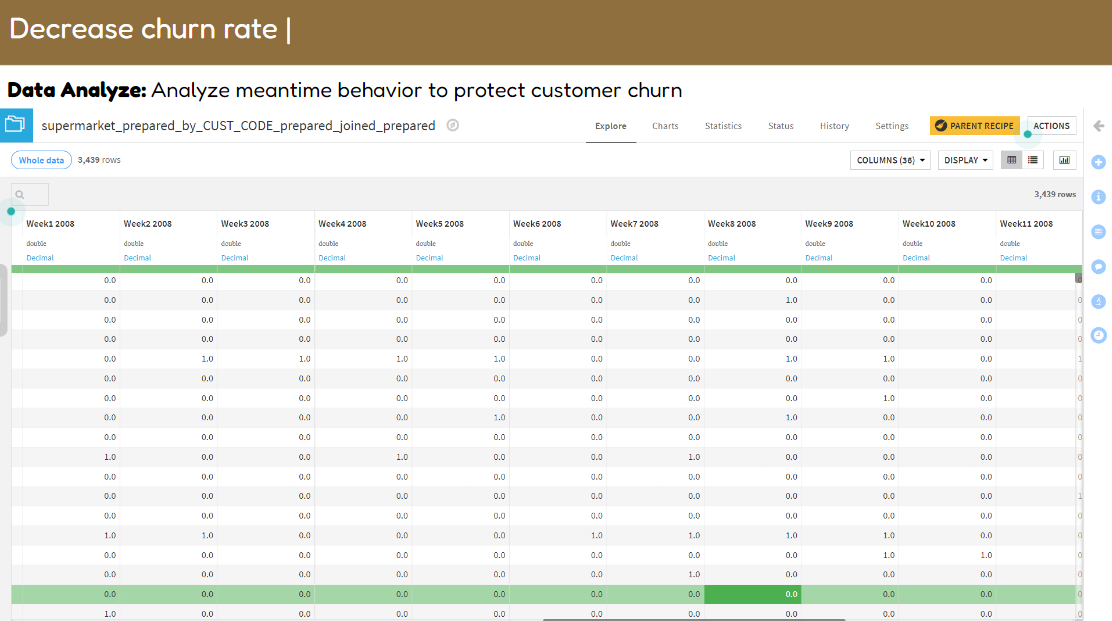 Decrease churn rate |
Data Analyze: Analyze meantime behavior to protect customer churn
supermarket_prepared_by_CUST_CODE_prepared_joined_prepared Explore Charts Statistics Status History Settings PARENT RECIPE ACTIONS
Whole data 3,439 rows COLUMNS (36) DISPLAY
3,439 rows
Week1 2008 Week2 2008 Week3 2008 Week4 2008 Week5 2008 Week6 2008 Week7 2008 Week8 2008 Week9 2008 Week10 2008 Week11 2008
double double double double double double double double double double double
Decimal Decimal Decimal Decimal Decimal Decimal Decimal Decimal Decimal Decimal Decimal
0.0 0.0 0.0 0.0 0.0 0.0 0.0 0.0 0.0 0.0
0.0 0.0 0.0 0.0 0.0 0.0 0.0 1.0 0.0 0.0
0.0 0.0 0.0 0.0 0.0 0.0 0.0 0.0 0.0 0.0
0.0 0.0 0.0 0.0 0.0 0.0 0.0 0.0 0.0 0.0
0.0 1.0 1.0 1.0 1.0 0.0 0.0 1.0 1.0 0.0
0.0 0.0 0.0 0.0 0.0 0.0 0.0 0.0 0.0 0.0
0.0 0.0 0.0 0.0 0.0 0.0 0.0 0.0 1.0 0.0
0.0 0.0 0.0 0.0 1.0 0.0 0.0 1.0 0.0 0.0
0.0 0.0 0.0 0.0 0.0 0.0 0.0 0.0 0.0 0.0
1.0 0.0 0.0 1.0 0.0 0.0 1.0 0.0 0.0 0.0
0.0 0.0 0.0 0.0 0.0 0.0 0.0 0.0 0.0 0.0
0.0 0.0 0.0 0.0 0.0 0.0 0.0 0.0 0.0 0.0
0.0 0.0 0.0 0.0 0.0 0.0 0.0 0.0 0.0 0.0
1.0 1.0 0.0 0.0 0.0 1.0 1.0 1.0 1.0 0.0
0.0 0.0 0.0 0.0 0.0 0.0 0.0 0.0 1.0 1.0
0.0 0.0 0.0 0.0 0.0 0.0 1.0 0.0 0.0 0.0
0.0 0.0 0.0 0.0 0.0 0.0 0.0 0.0 0.0 0.0
1.0 0.0 0.0 0.0 0.0 0.0 0.0 0.0 0.0 0.0